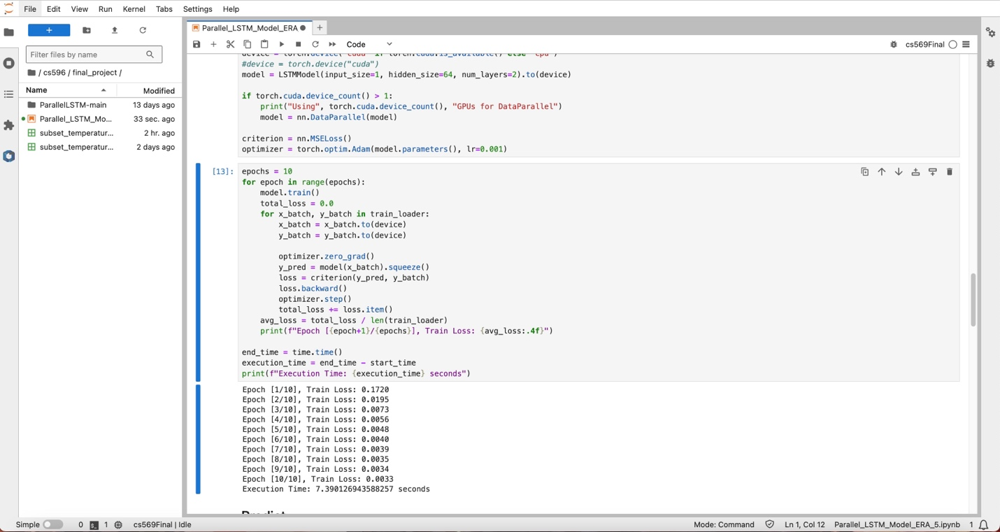 File Edit View Run Kernel Tabs Settings Help
Filter files by name
/ cs596 / final_project /
Name Modified
ParallelLSTM-main 13 days ago
Parallel_LSTM_Mo... 33 sec. ago
subset_temperatur... 2 hr. ago
subset_temperatur... 2 days ago
Parallel_LSTM_Model_ERA
Code
cs569Final
device = torch.device("cuda" if torch.cuda.is_available() else "cpu")
#device = torch.device("cuda")
model = LSTMModel(input_size=1, hidden_size=64, num_layers=2).to(device)
if torch.cuda.device_count() > 1:
    print("Using", torch.cuda.device_count(), "GPUs for DataParallel")
    model = nn.DataParallel(model)
criterion = nn.MSELoss()
optimizer = torch.optim.Adam(model.parameters(), lr=0.001)
[13]: epochs = 10
for epoch in range(epochs):
    model.train()
    total_loss = 0.0
    for x_batch, y_batch in train_loader:
        x_batch = x_batch.to(device)
        y_batch = y_batch.to(device)
        optimizer.zero_grad()
        y_pred = model(x_batch).squeeze()
        loss = criterion(y_pred, y_batch)
        loss.backward()
        optimizer.step()
        total_loss += loss.item()
    avg_loss = total_loss / len(train_loader)
    print(f"Epoch [{epoch+1}/{epochs}], Train Loss: {avg_loss:.4f}")
end_time = time.time()
execution_time = end_time - start_time
print(f"Execution Time: {execution_time} seconds")
Epoch [1/10], Train Loss: 0.1720
Epoch [2/10], Train Loss: 0.0195
Epoch [3/10], Train Loss: 0.0073
Epoch [4/10], Train Loss: 0.0056
Epoch [5/10], Train Loss: 0.0048
Epoch [6/10], Train Loss: 0.0040
Epoch [7/10], Train Loss: 0.0039
Epoch [8/10], Train Loss: 0.0035
Epoch [9/10], Train Loss: 0.0034
Epoch [10/10], Train Loss: 0.0033
Execution Time: 7.390126943588257 seconds
Predict
Simple 0 1 cs569Final | Idle Mode: Command Ln 1, Col 12 Parallel_LSTM_Model_ERA_5.ipynb 1